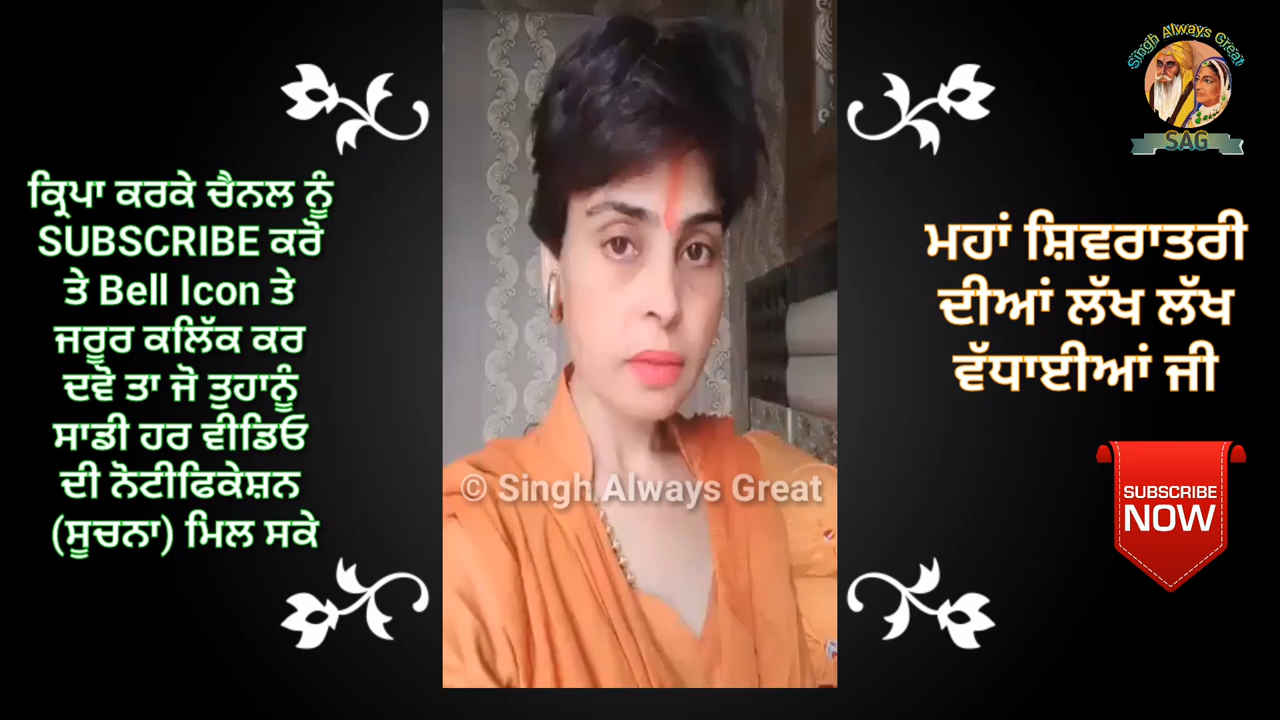 ਕ੍ਰਿਪਾ ਕਰਕੇ ਚੈਨਲ ਨੂੰ
SUBSCRIBE ਕਰੋ
ਤੇ Bell Icon ਤੇ
ਜਰੂਰ ਕਲਿੱਕ ਕਰ
ਦਵੋ ਤਾ ਜੋ ਤੁਹਾਨੂੰ
ਸਾਡੀ ਹਰ ਵੀਡਿਓ
ਦੀ ਨੋਟੀਫਿਕੇਸ਼ਨ
(ਸੂਚਨਾ) ਮਿਲ ਸਕੇ
© Singh Always Great
Singh Always Great
SAG
ਮਹਾਂ ਸ਼ਿਵਰਾਤਰੀ
ਦੀਆਂ ਲੱਖ ਲੱਖ
ਵੱਧਾਈਆਂ ਜੀ
SUBSCRIBE
NOW